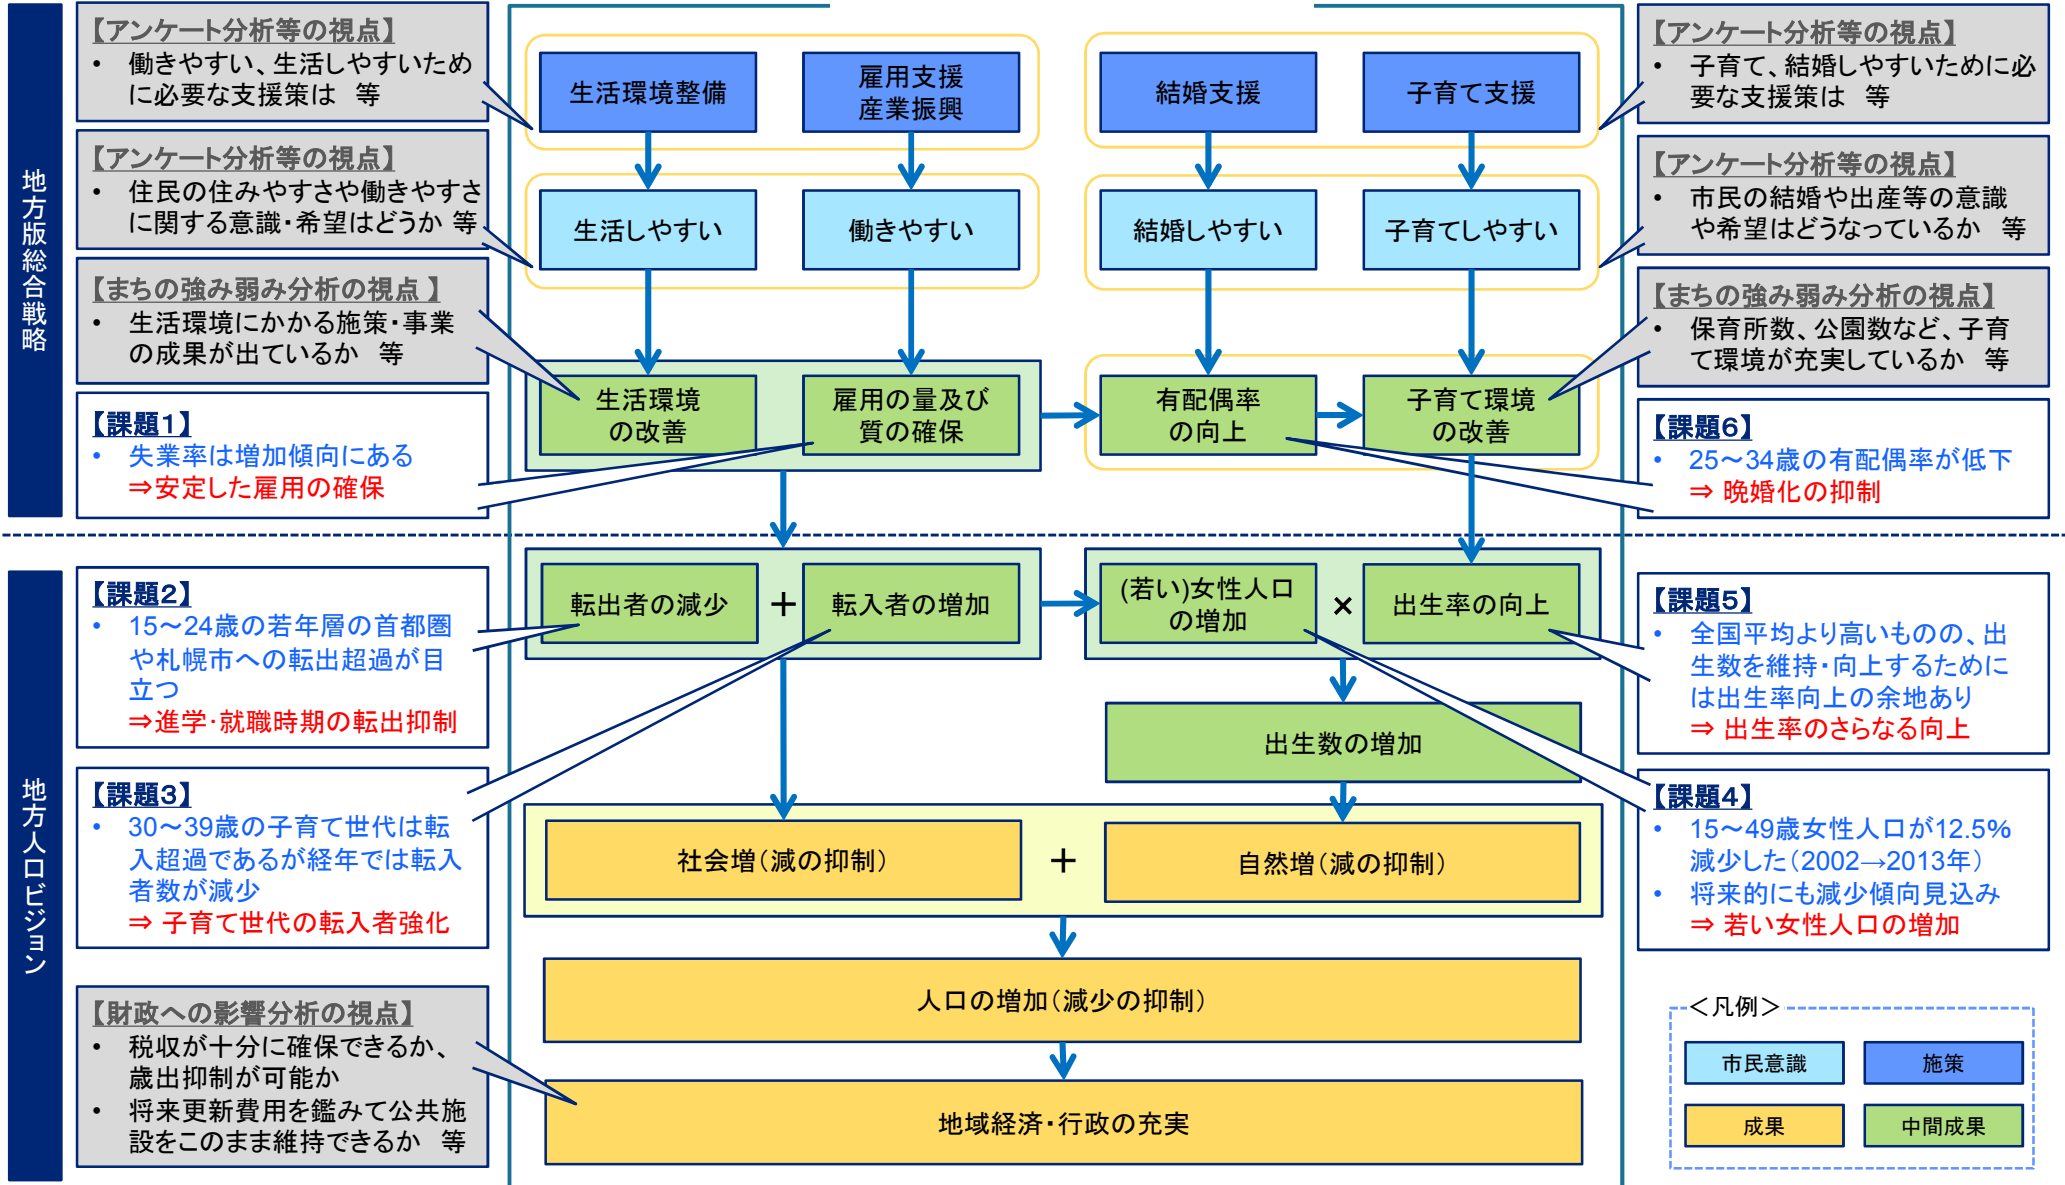 地方版総合戦略
【アンケート分析等の視点】
• 働きやすい、生活しやすいため
に必要な支援策は 等
【アンケート分析等の視点】
• 住民の住みやすさや働きやすさ
に関する意識・希望はどうか 等
【まちの強み弱み分析の視点 】
• 生活環境にかかる施策・事業
の成果が出ているか 等
【課題1】
• 失業率は増加傾向にある
⇒安定した雇用の確保
生活環境整備
雇用支援
産業振興
結婚支援
子育て支援
生活しやすい
働きやすい
結婚しやすい
子育てしやすい
生活環境
の改善
雇用の量及び
質の確保
有配偶率
の向上
子育て環境
の改善
【アンケート分析等の視点】
• 子育て、結婚しやすいために必
要な支援策は 等
【アンケート分析等の視点】
• 市民の結婚や出産等の意識
や希望はどうなっているか 等
【まちの強み弱み分析の視点】
• 保育所数、公園数など、子育
て環境が充実しているか 等
【課題6】
• 25~34歳の有配偶率が低下
⇒ 晩婚化の抑制
地方人口ビジョン
【課題2】
• 15~24歳の若年層の首都圏
や札幌市への転出超過が目
立つ
⇒進学・就職時期の転出抑制
【課題3】
• 30~39歳の子育て世代は転
入超過であるが経年では転入
者数が減少
⇒ 子育て世代の転入者強化
【財政への影響分析の視点】
• 税収が十分に確保できるか、
歳出抑制が可能か
• 将来更新費用を鑑みて公共施
設をこのまま維持できるか 等
転出者の減少
+
転入者の増加
(若い)女性人口
の増加
×
出生率の向上
出生数の増加
社会増(減の抑制)
+
自然増(減の抑制)
人口の増加(減少の抑制)
地域経済・行政の充実
【課題5】
• 全国平均より高いものの、出
生数を維持・向上するために
は出生率向上の余地あり
⇒ 出生率のさらなる向上
【課題4】
• 15~49歳女性人口が12.5%
減少した(2002→2013年)
• 将来的にも減少傾向見込み
⇒ 若い女性人口の増加
<凡例>
市民意識
施策
成果
中間成果